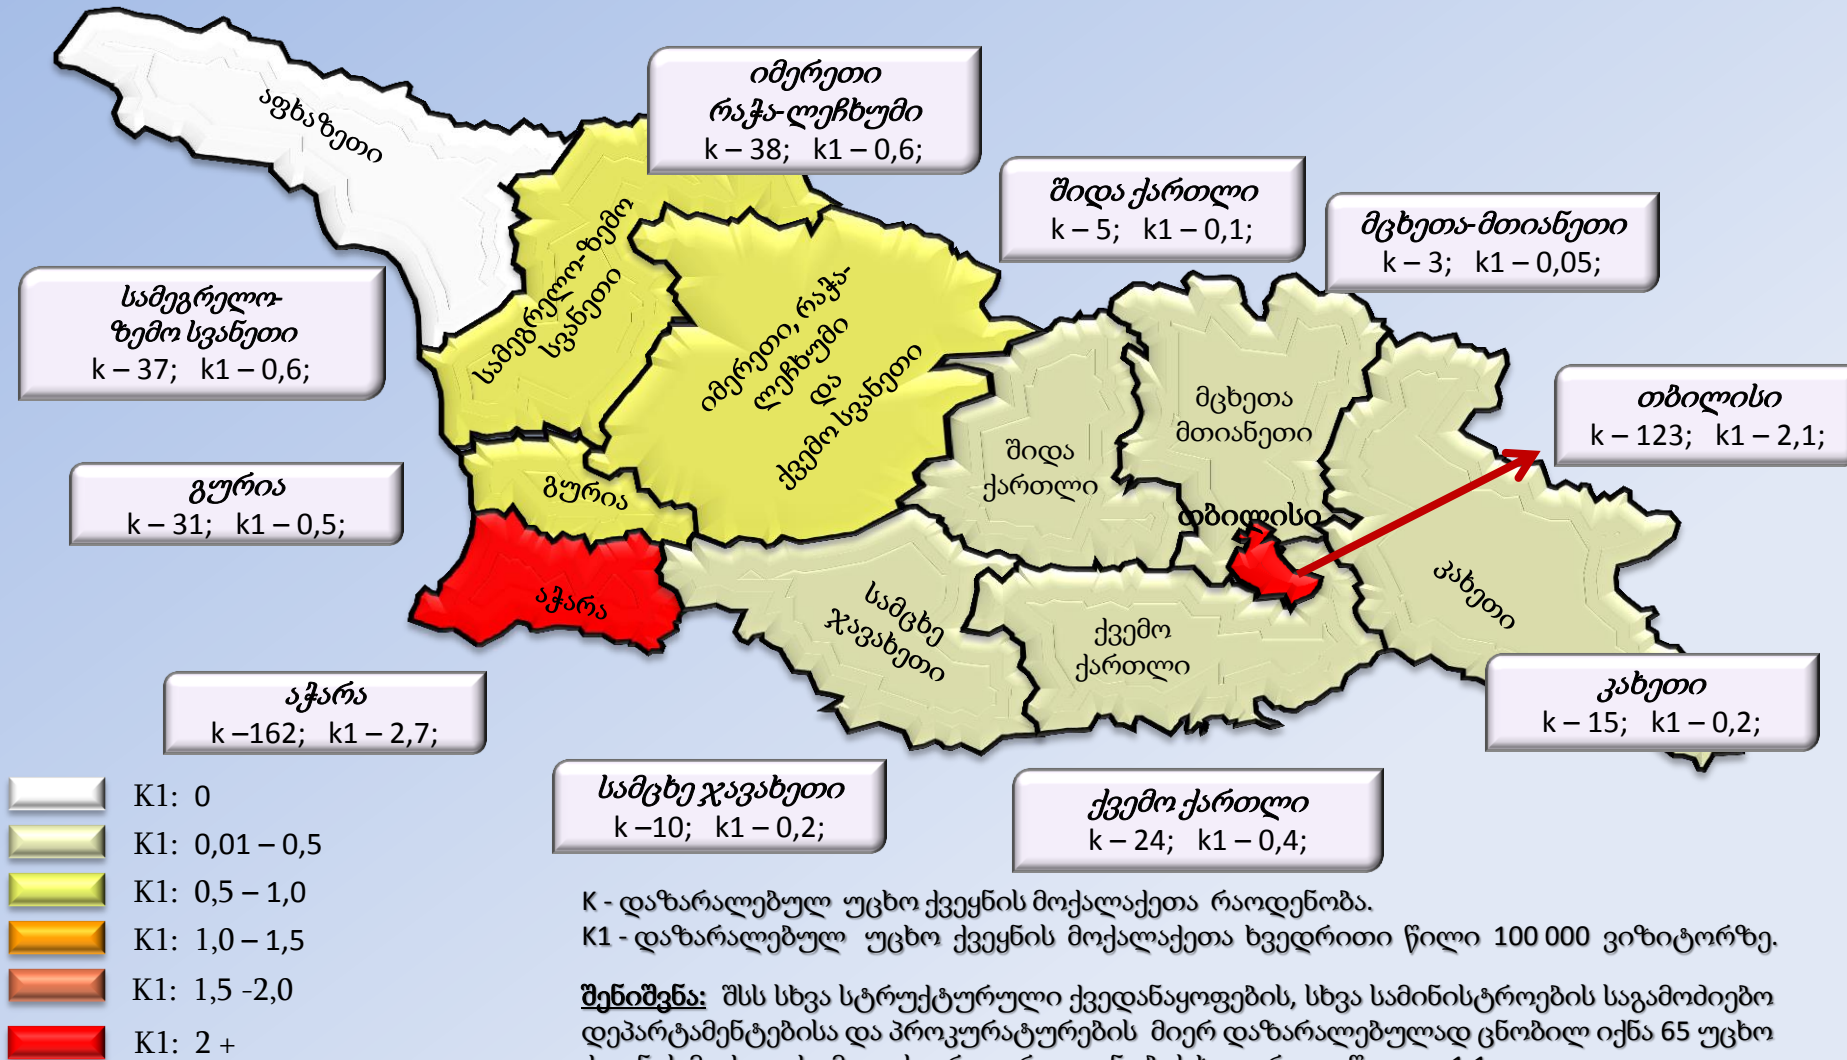 იმერეთი
რაჭა-ლეჩხუმი
k – 38; k1 – 0,6;
შიდა ქართლი
k – 5; k1 – 0,1;
მცხეთა-მთიანეთი
k – 3; k1 – 0,05;
სამეგრელო-
ზემო სვანეთი
k – 37; k1 – 0,6;
თბილისი
k – 123; k1 – 2,1;
გურია
k – 31; k1 – 0,5;
აჭარა
k –162; k1 – 2,7;
კახეთი
k – 15; k1 – 0,2;
სამცხე ჯავახეთი
k –10; k1 – 0,2;
ქვემო ქართლი
k – 24; k1 – 0,4;
აფხაზეთი
სამეგრელო-ზემო
სვანეთი
იმერეთი, რაჭა-
ლეჩხუმი
და
ქვემო სვანეთი
გურია
აჭარა
სამცხე
ჯავახეთი
შიდა
ქართლი
მცხეთა
მთიანეთი
თბილისი
ქვემო
ქართლი
კახეთი
K1: 0
K1: 0,01 – 0,5
K1: 0,5 – 1,0
K1: 1,0 – 1,5
K1: 1,5 -2,0
K1: 2 +
K - დაზარალებულ უცხო ქვეყნის მოქალაქეთა რაოდენობა.
K1 - დაზარალებულ უცხო ქვეყნის მოქალაქეთა ხვედრითი წილი 100 000 ვიზიტორზე.
შენიშვნა: შსს სხვა სტრუქტურული ქვედანაყოფების, სხვა სამინისტროების საგამოძიებო
დეპარტამენტებისა და პროკურატურების მიერ დაზარალებულად ცნობილ იქნა 65 უცხო